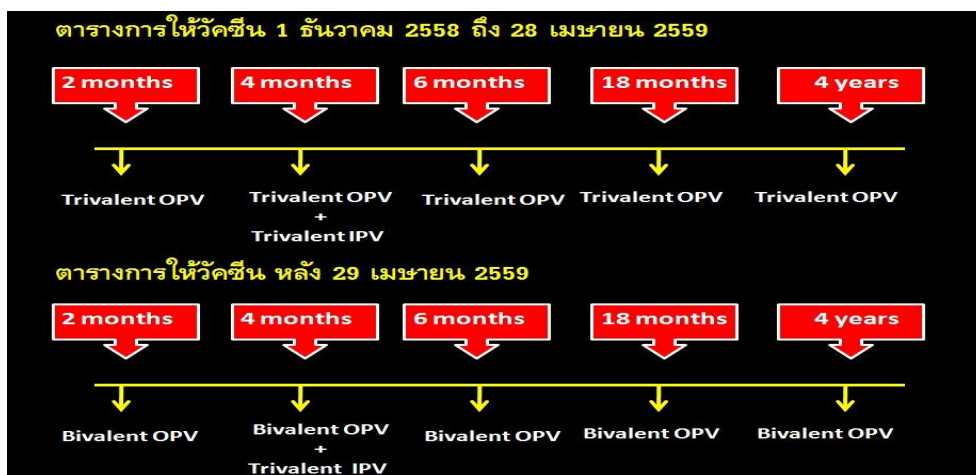 ตารางการให้วัคซีน 1 ธันวาคม 2558 ถึง 28 เมษายน 2559
2 months 4 months 6 months 18 months 4 years
Trivalent OPV Trivalent OPV Trivalent OPV Trivalent OPV Trivalent OPV
+
Trivalent IPV
ตารางการให้วัคซีน หลัง 29 เมษายน 2559
2 months 4 months 6 months 18 months 4 years
Bivalent OPV Bivalent OPV Bivalent OPV Bivalent OPV Bivalent OPV
+
Trivalent IPV